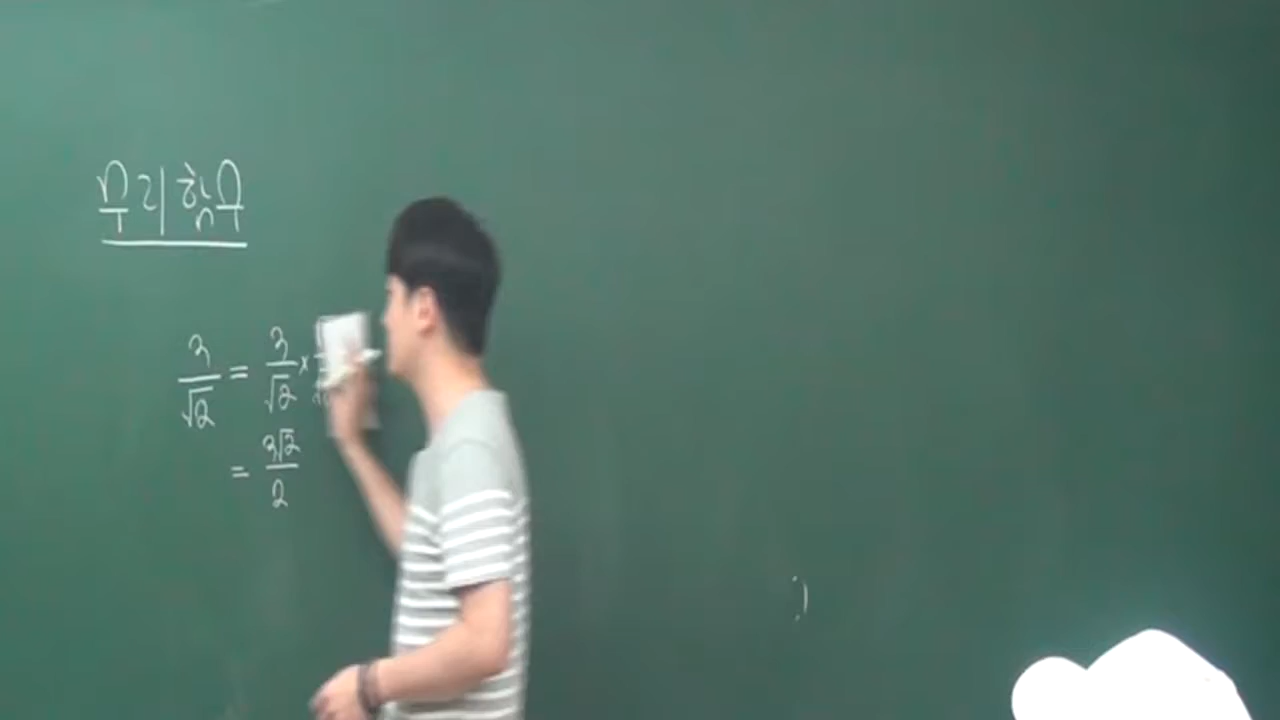 무리함수
3/√2 = 3/√2 ×
= 3√2/2